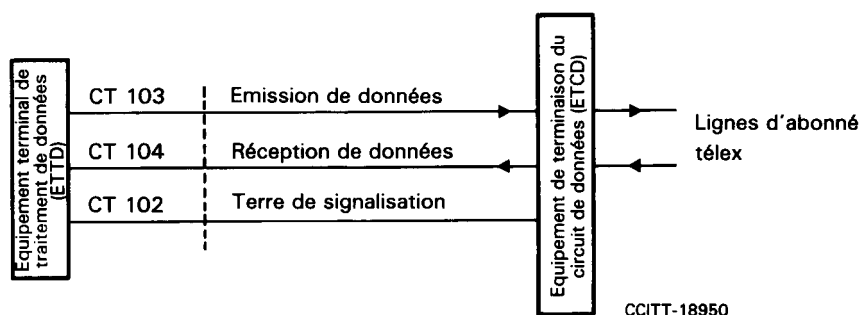 Equipement terminal de
traitement de données
(ETTD)
CT 103
Emission de données
CT 104
Réception de données
CT 102
Terre de signalisation
Equipement de terminaison du
circuit de données (ETCD)
Lignes d'abonné
télex
CCITT-18950